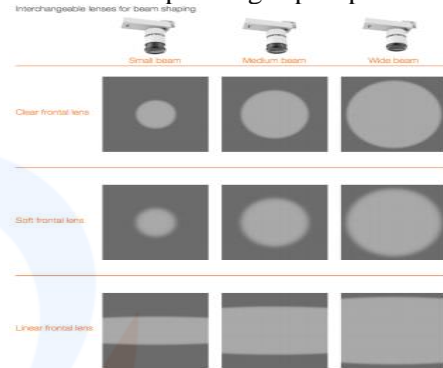 Interchangeable lenses for beam shaping
Small beam
Medium beam
Wide beam
Clear frontal lens
Soft frontal lens
Linear frontal lens